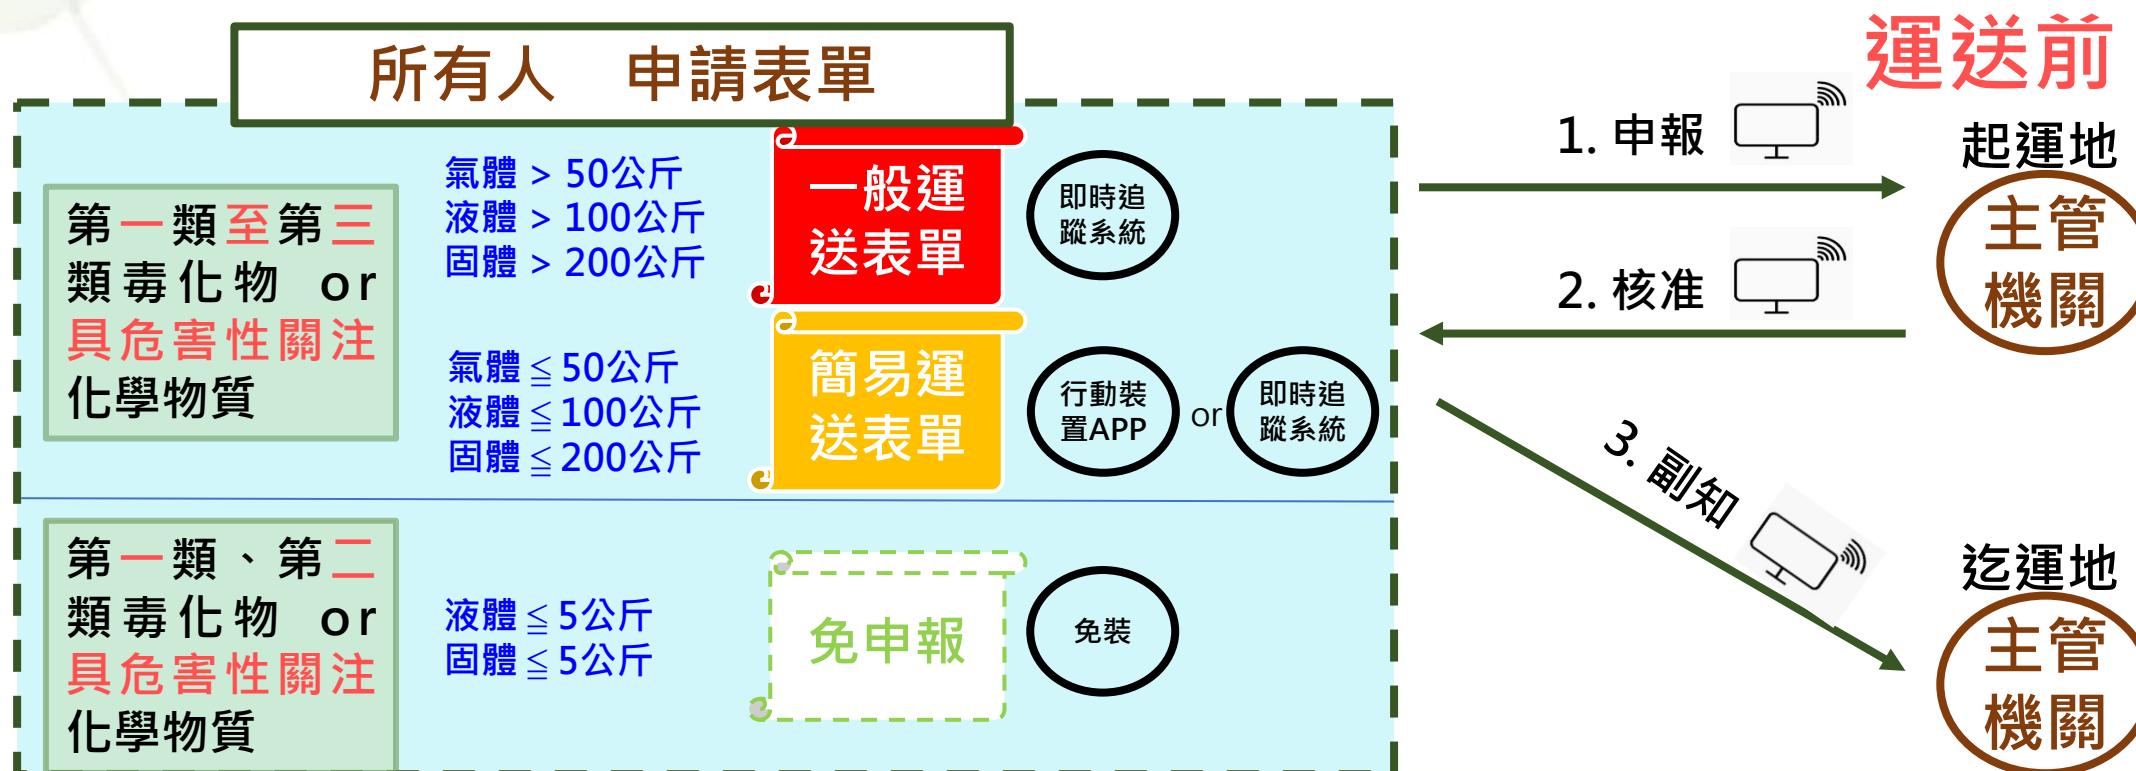 運送前
所有人 申請表單
第一類至第三
類毒化物 or
具危害性關注
化學物質
氣體 > 50公斤
液體 > 100公斤
固體 > 200公斤
一般運
送表單
即時追
蹤系統
氣體 ≦ 50公斤
液體 ≦ 100公斤
固體 ≦ 200公斤
簡易運
送表單
行動裝
置APP
or
即時追
蹤系統
第一類、第二
類毒化物 or
具危害性關注
化學物質
液體 ≦ 5公斤
固體 ≦ 5公斤
免申報
免裝
1. 申報
2. 核准
3. 副知
起運地
主管
機關
迄運地
主管
機關